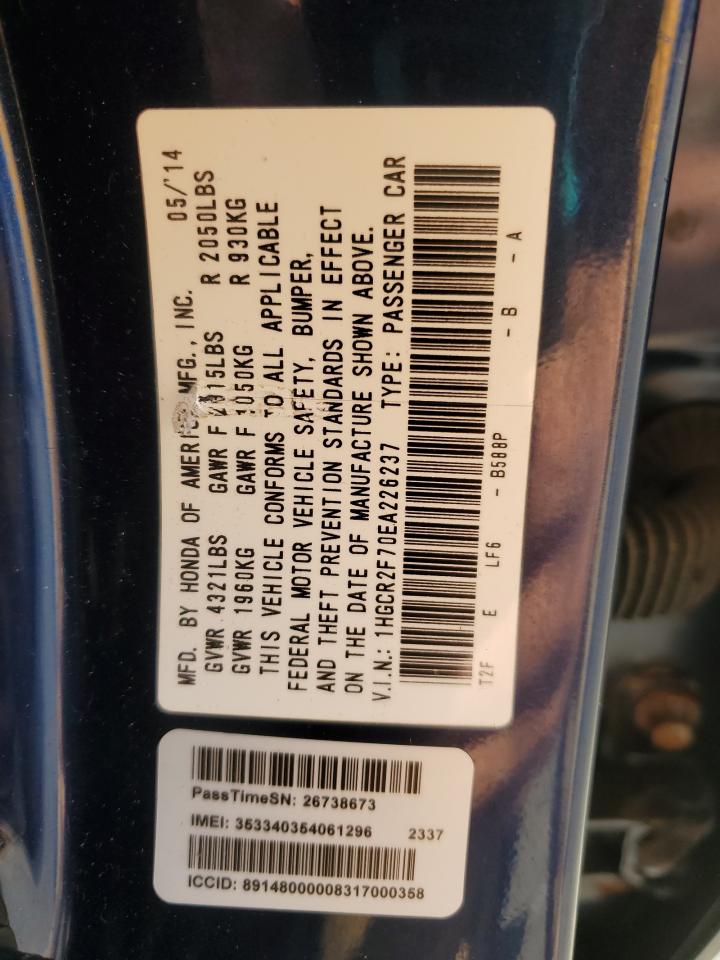 MFD. BY HONDA OF AMERICA MFG., INC. 05/'14
GVWR 4321LBS GAWR F 2315LBS R 2050LBS
GVWR 1960KG GAWR F 1050KG R 930KG
THIS VEHICLE CONFORMS TO ALL APPLICABLE
FEDERAL MOTOR VEHICLE SAFETY, BUMPER,
AND THEFT PREVENTION STANDARDS IN EFFECT
ON THE DATE OF MANUFACTURE SHOWN ABOVE.
V.I.N.: 1HGCR2F70EA226237 TYPE: PASSENGER CAR
T2F E LF6 - B588P - B - A
PassTimeSN: 26738673
IMEI: 353340354061296 2337
ICCID: 89148000008317000358